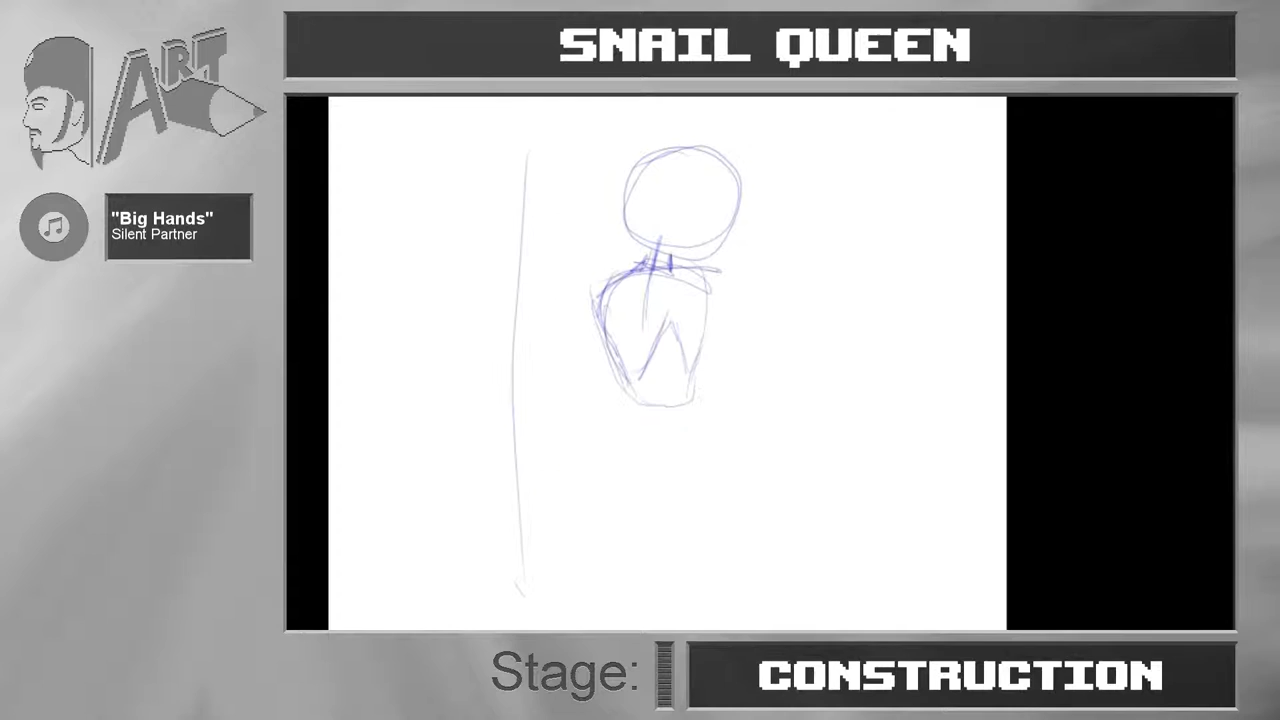 SNAIL QUEEN
ART
"Big Hands"
Silent Partner
Stage:
CONSTRUCTION